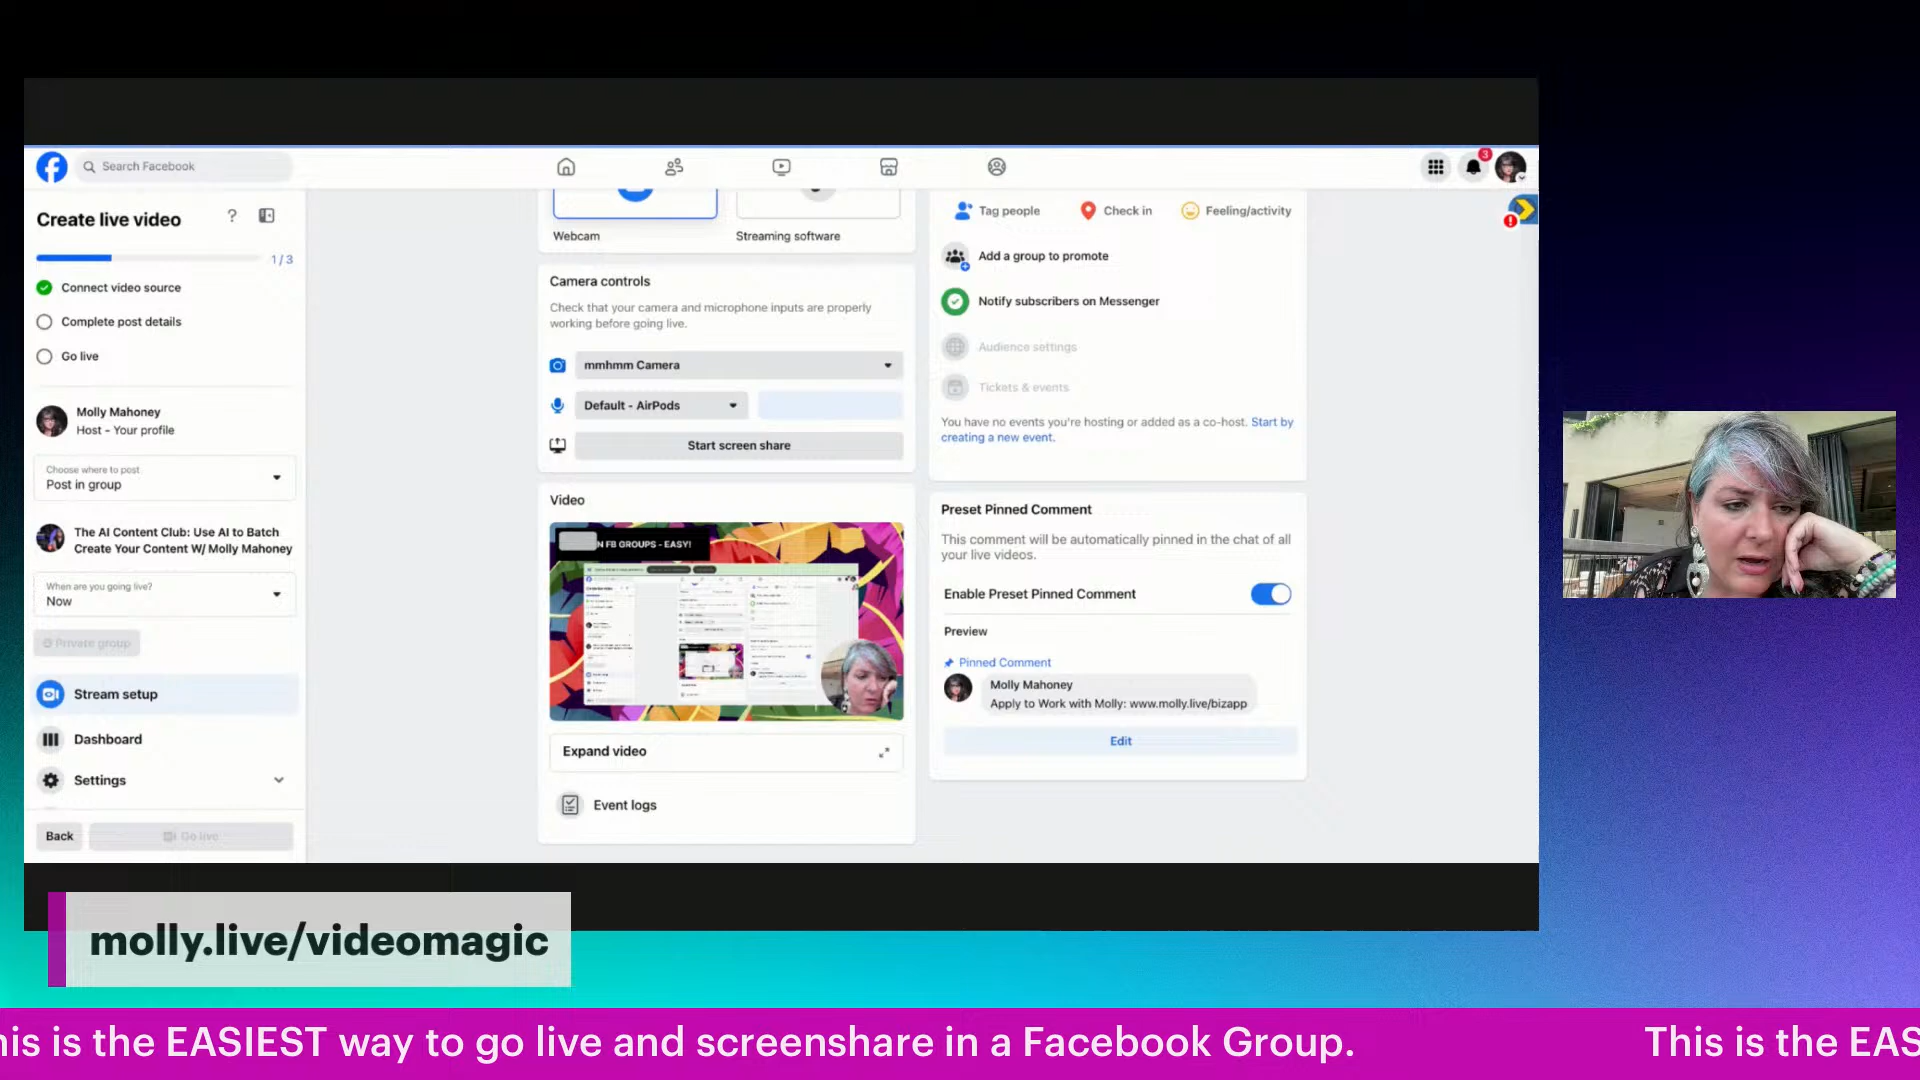 Search Facebook
3
Create live video
?
1 / 3
Connect video source
Complete post details
Go live
Molly Mahoney
Host - Your profile
Choose where to post
Post in group
The AI Content Club: Use AI to Batch
Create Your Content W/ Molly Mahoney
When are you going live?
Now
Private group
Stream setup
Dashboard
Settings
Back
Go live
Webcam
Streaming software
Camera controls
Check that your camera and microphone inputs are properly
working before going live.
mmhmm Camera
Default - AirPods
Start screen share
Video
N FB GROUPS - EASY!
Expand video
Event logs
Tag people
Check in
Feeling/activity
Add a group to promote
Notify subscribers on Messenger
Audience settings
Tickets & events
You have no events you're hosting or added as a co-host. Start by
creating a new event.
Preset Pinned Comment
This comment will be automatically pinned in the chat of all
your live videos.
Enable Preset Pinned Comment
Preview
Pinned Comment
Molly Mahoney
Apply to Work with Molly: www.molly.live/bizapp
Edit
molly.live/videomagic
his is the EASIEST way to go live and screenshare in a Facebook Group. This is the EAS